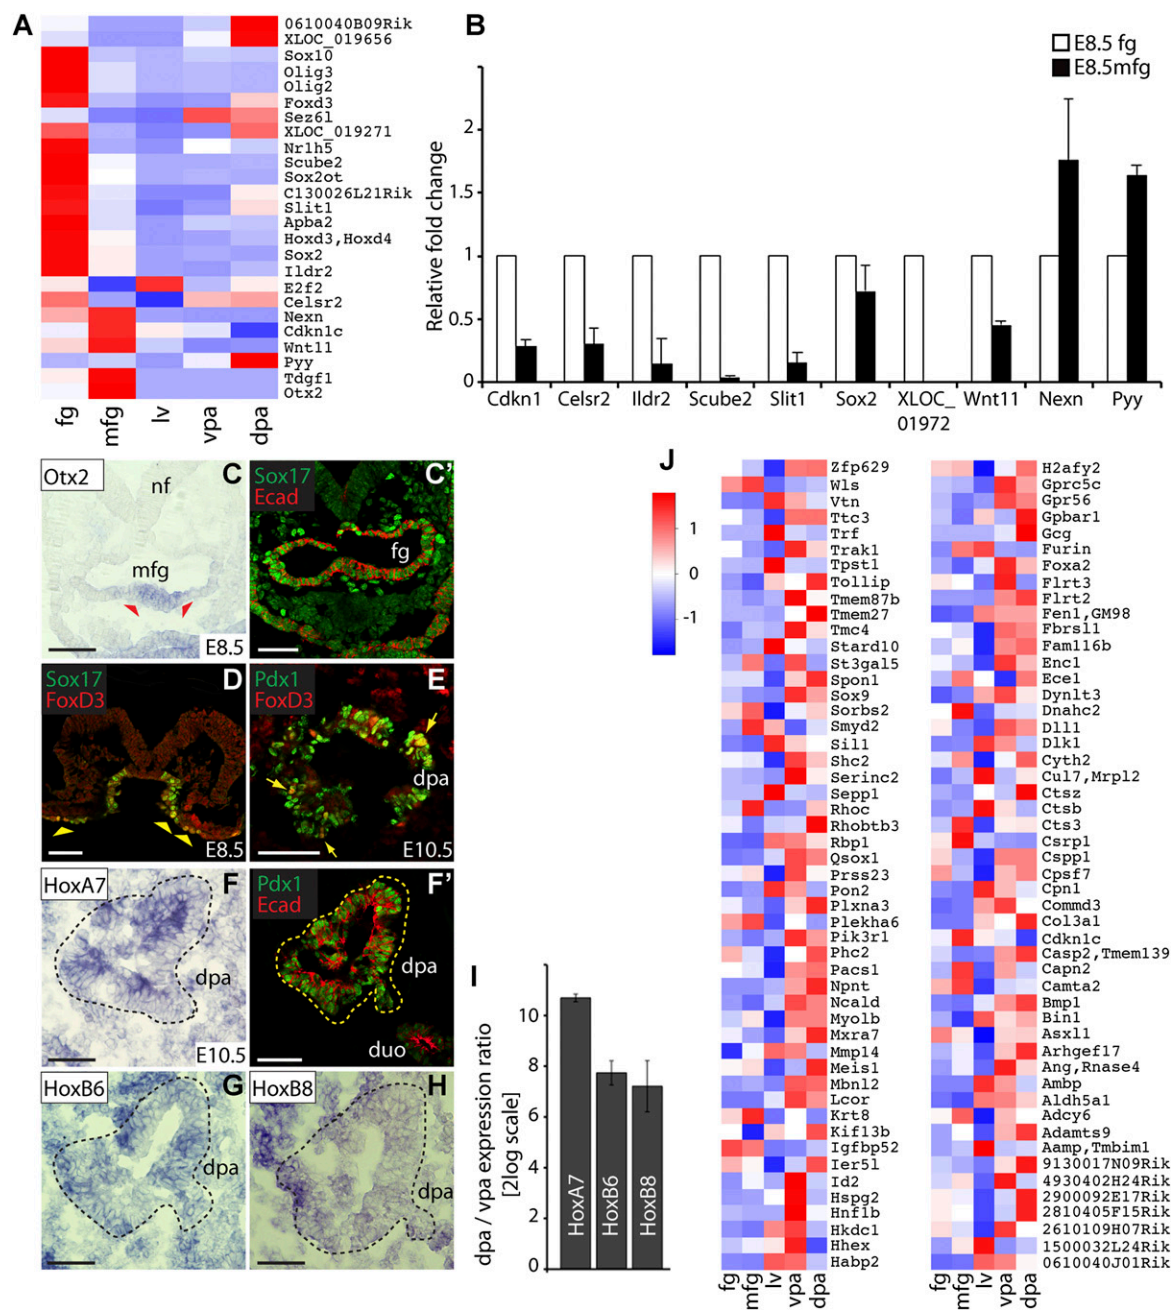 A
0610040B09Rik
XLOC_019656
Sox10
Olig3
Olig2
Foxd3
Sez6l
XLOC_019271
Nr1h5
Scube2
Sox2ot
C130026L21Rik
Slit1
Apba2
Hoxd3,Hoxd4
Sox2
Ildr2
E2f2
Celsr2
Nexn
Cdkn1c
Wnt11
Pyy
Tdgf1
Otx2
fg
mfg
lv
vpa
dpa
B
E8.5 fg
E8.5mfg
Relative fold change
2
1.5
1
0.5
0
Cdkn1
Celsr2
Ildr2
Scube2
Slit1
Sox2
XLOC_
01972
Wnt11
Nexn
Pyy
Otx2
C
nf
mfg
E8.5
C'
Sox17
Ecad
fg
D
Sox17
FoxD3
E8.5
E
Pdx1
FoxD3
dpa
E10.5
HoxA7
F
dpa
E10.5
F'
Pdx1
Ecad
dpa
duo
HoxB6
G
dpa
HoxB8
H
dpa
I
dpa / vpa expression ratio
[2log scale]
10
8
6
4
2
0
HoxA7
HoxB6
HoxB8
J
1
0
-1
Zfp629
Wls
Vtn
Ttc3
Trf
Trak1
Tpst1
Tollip
Tmem87b
Tmem27
Tmc4
Stard10
St3gal5
Spon1
Sox9
Sorbs2
Smyd2
Sil1
Shc2
Serinc2
Sepp1
Rhoc
Rhobtb3
Rbp1
Qsox1
Prss23
Pon2
Plxna3
Plekha6
Pik3r1
Phc2
Pacs1
Npnt
Ncald
Myolb
Mxra7
Mmp14
Meis1
Mbnl2
Lcor
Krt8
Kif13b
Igfbp52
Ier5l
Id2
Hspg2
Hnf1b
Hkdc1
Hhex
Habp2
fg
mfg
lv
vpa
dpa
H2afy2
Gprc5c
Gpr56
Gpbar1
Gcg
Furin
Foxa2
Flrt3
Flrt2
Fen1,GM98
Fbrsl1
Fam116b
Enc1
Ece1
Dynlt3
Dnahc2
Dll1
Dlk1
Cyth2
Cul7,Mrpl2
Ctsz
Ctsb
Cts3
Csrp1
Cspp1
Cpsf7
Cpn1
Commd3
Col3a1
Cdkn1c
Casp2,Tmem139
Capn2
Camta2
Bmp1
Bin1
Asxl1
Arhgef17
Ang,Rnase4
Ambp
Aldh5a1
Adcy6
Adamts9
Aamp,Tmbim1
9130017N09Rik
4930402H24Rik
2900092E17Rik
2810405F15Rik
2610109H07Rik
1500032L24Rik
0610040J01Rik
fg
mfg
lv
vpa
dpa